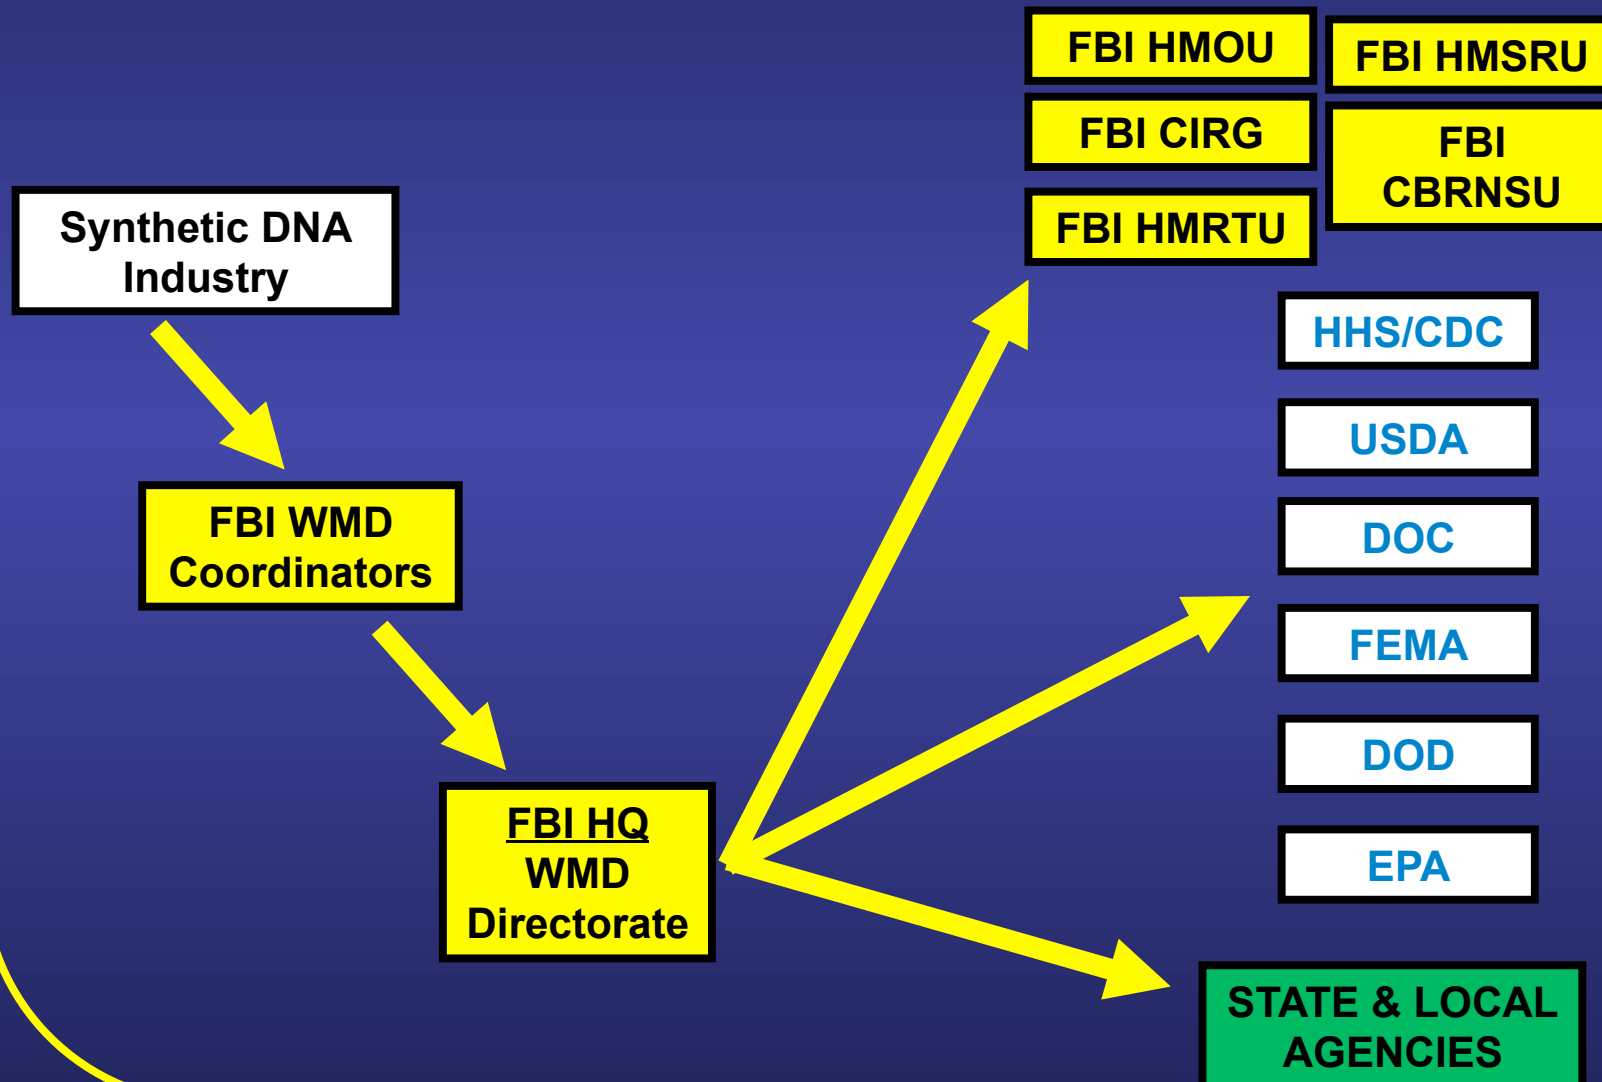 FBI HMOU
FBI HMSRU
FBI CIRG
FBI
CBRNSU
FBI HMRTU
Synthetic DNA
Industry
HHS/CDC
USDA
FBI WMD
Coordinators
DOC
FEMA
DOD
FBI HQ
WMD
Directorate
EPA
STATE & LOCAL
AGENCIES